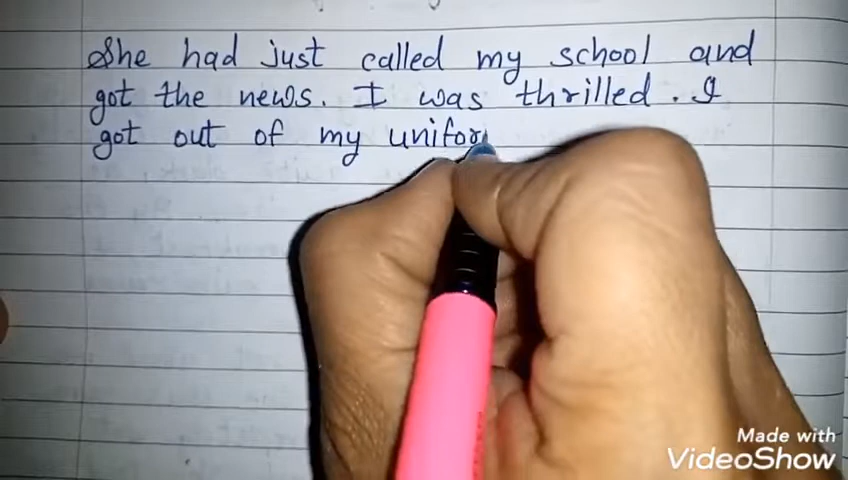 She had just called my school and
got the news. I was thrilled. I
got out of my unifor
Made with
VideoShow